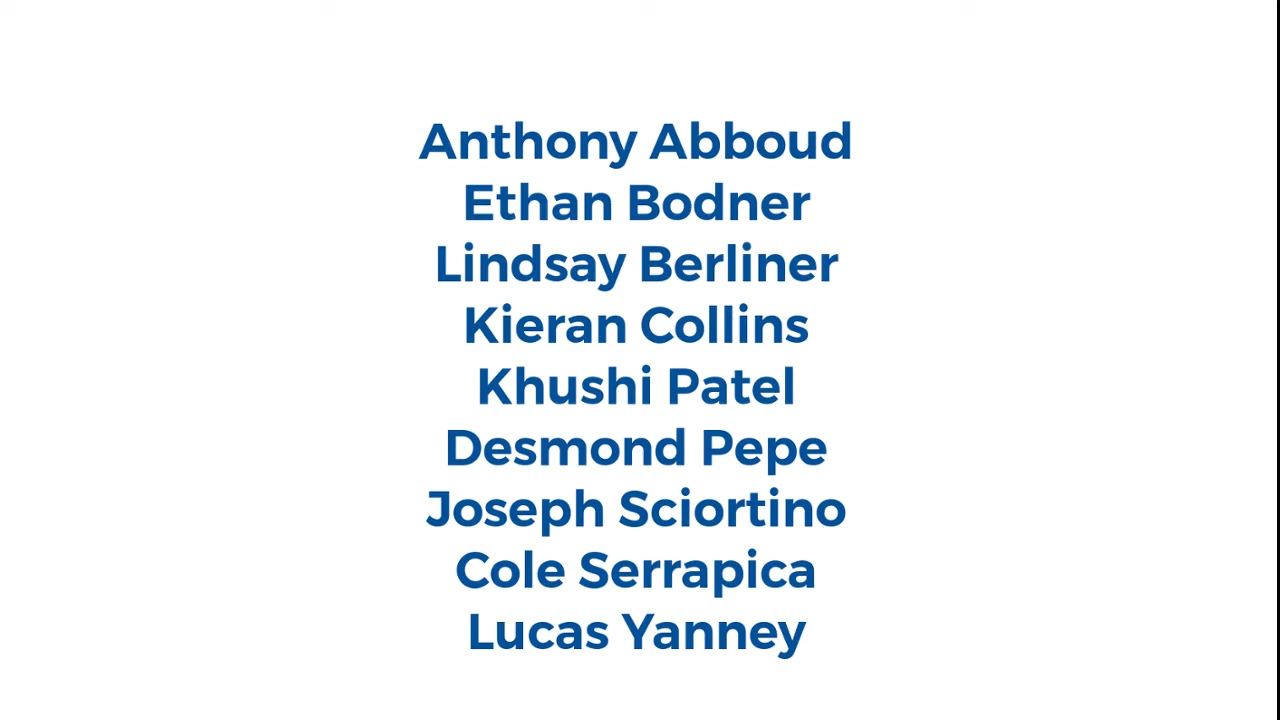 Anthony Abboud
Ethan Bodner
Lindsay Berliner
Kieran Collins
Khushi Patel
Desmond Pepe
Joseph Sciortino
Cole Serrapica
Lucas Yanney